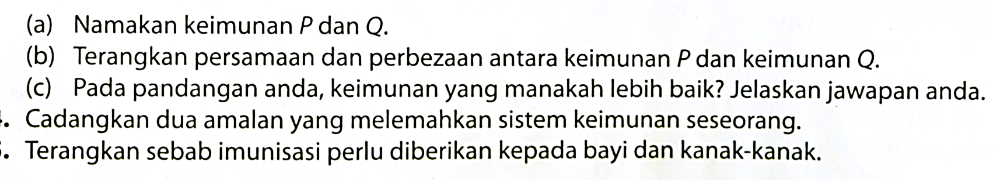 (a) Namakan keimunan P dan Q.
(b) Terangkan persamaan dan perbezaan antara keimunan P dan keimunan Q.
(c) Pada pandangan anda, keimunan yang manakah lebih baik? Jelaskan jawapan anda.
. Cadangkan dua amalan yang melemahkan sistem keimunan seseorang.
. Terangkan sebab imunisasi perlu diberikan kepada bayi dan kanak-kanak.